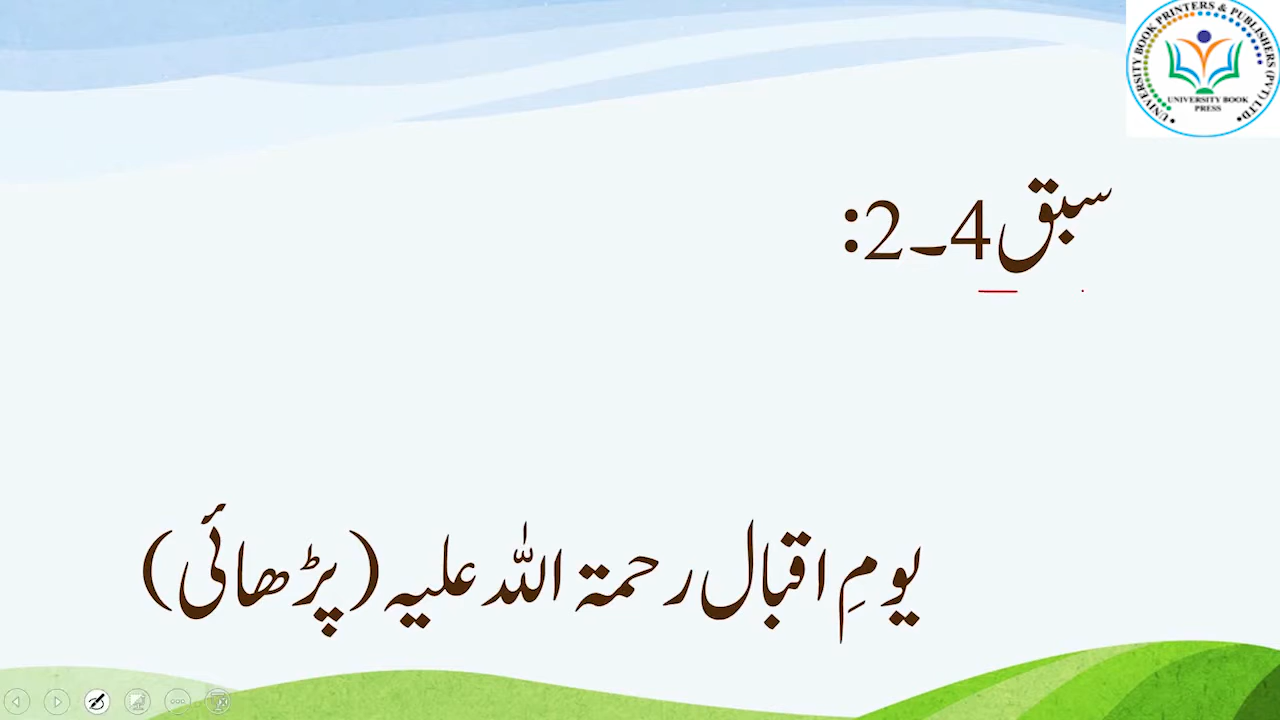 UNIVERSITY BOOK PRINTERS & PUBLISHERS (PVT) LTD
UNIVERSITY BOOK
PRESS
سبق 4۔2:
یومِ اقبال رحمۃ اللہ علیہ (پڑھائی)